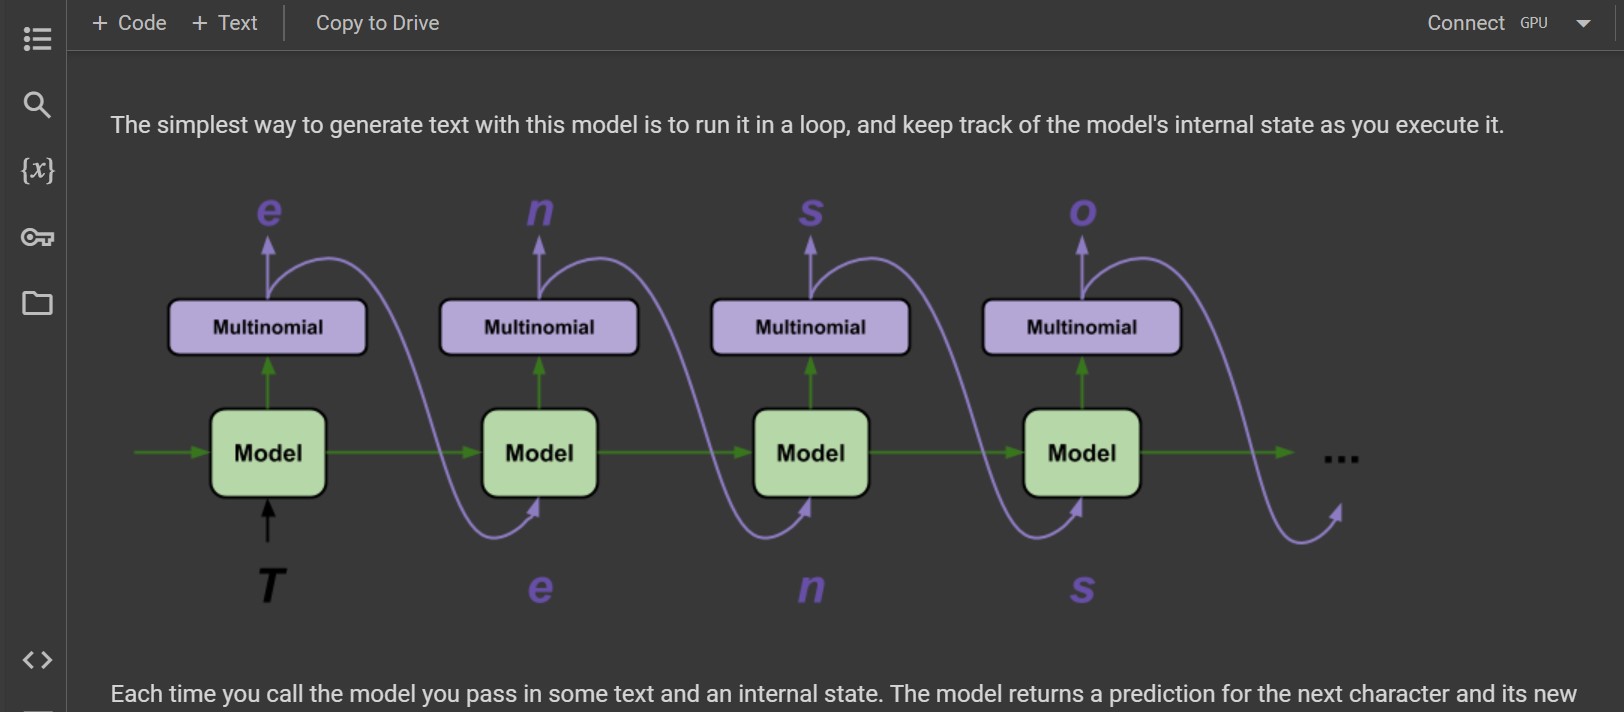 + Code + Text Copy to Drive Connect GPU
{x}
The simplest way to generate text with this model is to run it in a loop, and keep track of the model's internal state as you execute it.
e n s o
Multinomial Multinomial Multinomial Multinomial
Model Model Model Model ...
T e n s
Each time you call the model you pass in some text and an internal state. The model returns a prediction for the next character and its new